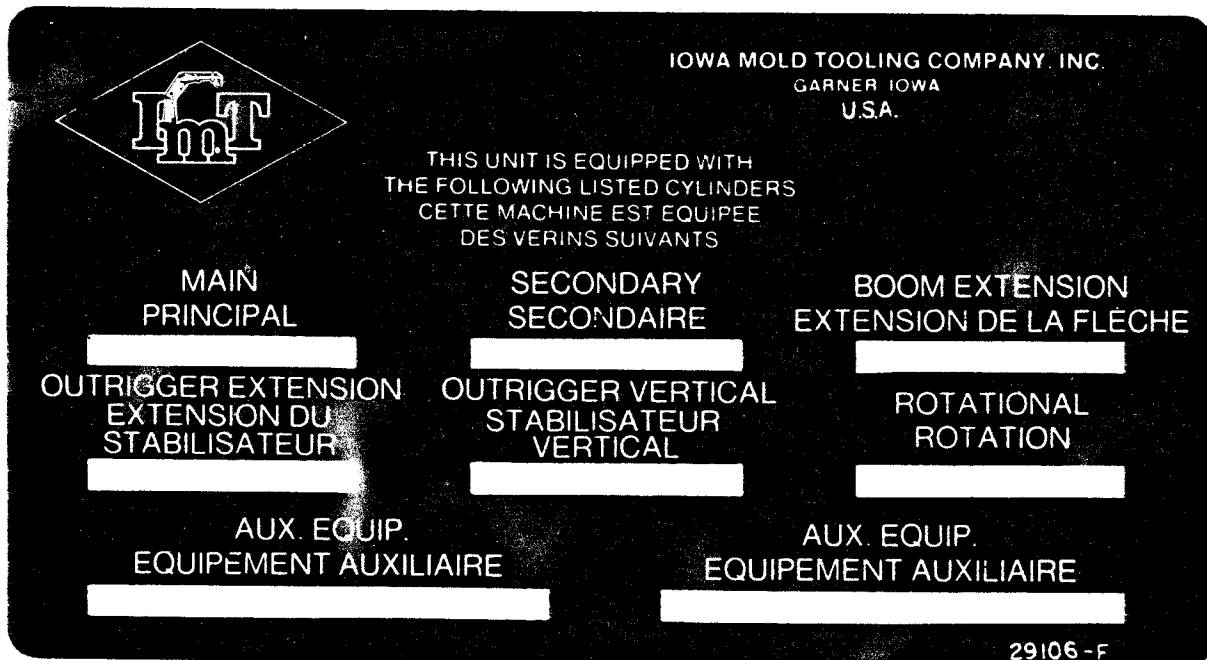 ImT
IOWA MOLD TOOLING COMPANY, INC.
GARNER IOWA
U.S.A.
THIS UNIT IS EQUIPPED WITH
THE FOLLOWING LISTED CYLINDERS
CETTE MACHINE EST EQUIPEE
DES VERINS SUIVANTS
MAIN
PRINCIPAL
SECONDARY
SECONDAIRE
BOOM EXTENSION
EXTENSION DE LA FLÈCHE
OUTRIGGER EXTENSION
EXTENSION DU
STABILISATEUR
OUTRIGGER VERTICAL
STABILISATEUR
VERTICAL
ROTATIONAL
ROTATION
AUX. EQUIP.
EQUIPEMENT AUXILIAIRE
AUX. EQUIP.
EQUIPEMENT AUXILIAIRE
29106-F